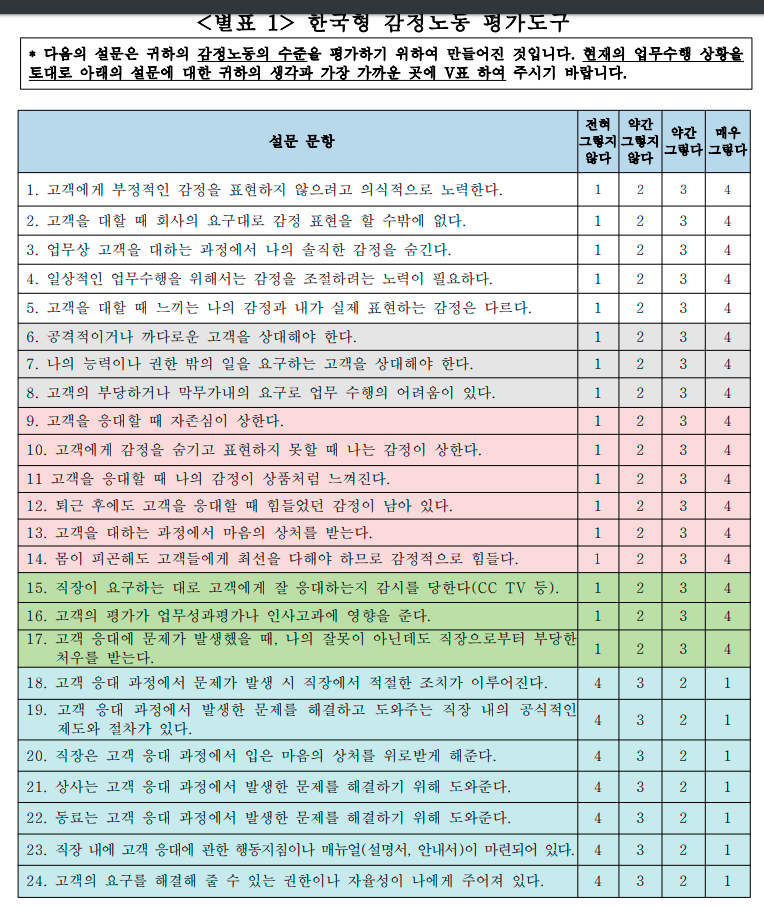 <별표 1> 한국형 감정노동 평가도구
* 다음의 설문은 귀하의 감정노동의 수준을 평가하기 위하여 만들어진 것입니다. 현재의 업무수행 상황을
토대로 아래의 설문에 대한 귀하의 생각과 가장 가까운 곳에 V표 하여 주시기 바랍니다.
설문 문항 전혀 그렇지 않다 약간 그렇지 않다 약간 그렇다 매우 그렇다
1. 고객에게 부정적인 감정을 표현하지 않으려고 의식적으로 노력한다. 1 2 3 4
2. 고객을 대할 때 회사의 요구대로 감정 표현을 할 수밖에 없다. 1 2 3 4
3. 업무상 고객을 대하는 과정에서 나의 솔직한 감정을 숨긴다. 1 2 3 4
4. 일상적인 업무수행을 위해서는 감정을 조절하려는 노력이 필요하다. 1 2 3 4
5. 고객을 대할 때 느끼는 나의 감정과 내가 실제 표현하는 감정은 다르다. 1 2 3 4
6. 공격적이거나 까다로운 고객을 상대해야 한다. 1 2 3 4
7. 나의 능력이나 권한 밖의 일을 요구하는 고객을 상대해야 한다. 1 2 3 4
8. 고객의 부당하거나 막무가내의 요구로 업무 수행의 어려움이 있다. 1 2 3 4
9. 고객을 응대할 때 자존심이 상한다. 1 2 3 4
10. 고객에게 감정을 숨기고 표현하지 못할 때 나는 감정이 상한다. 1 2 3 4
11 고객을 응대할 때 나의 감정이 상품처럼 느껴진다. 1 2 3 4
12. 퇴근 후에도 고객을 응대할 때 힘들었던 감정이 남아 있다. 1 2 3 4
13. 고객을 대하는 과정에서 마음의 상처를 받는다. 1 2 3 4
14. 몸이 피곤해도 고객들에게 최선을 다해야 하므로 감정적으로 힘들다. 1 2 3 4
15. 직장이 요구하는 대로 고객에게 잘 응대하는지 감시를 당한다(CC TV 등). 1 2 3 4
16. 고객의 평가가 업무성과평가나 인사고과에 영향을 준다. 1 2 3 4
17. 고객 응대에 문제가 발생했을 때, 나의 잘못이 아닌데도 직장으로부터 부당한
처우를 받는다. 1 2 3 4
18. 고객 응대 과정에서 문제가 발생 시 직장에서 적절한 조치가 이루어진다. 4 3 2 1
19. 고객 응대 과정에서 발생한 문제를 해결하고 도와주는 직장 내의 공식적인
제도와 절차가 있다. 4 3 2 1
20. 직장은 고객 응대 과정에서 입은 마음의 상처를 위로받게 해준다. 4 3 2 1
21. 상사는 고객 응대 과정에서 발생한 문제를 해결하기 위해 도와준다. 4 3 2 1
22. 동료는 고객 응대 과정에서 발생한 문제를 해결하기 위해 도와준다. 4 3 2 1
23. 직장 내에 고객 응대에 관한 행동지침이나 매뉴얼(설명서, 안내서)이 마련되어 있다. 4 3 2 1
24. 고객의 요구를 해결해 줄 수 있는 권한이나 자율성이 나에게 주어져 있다. 4 3 2 1